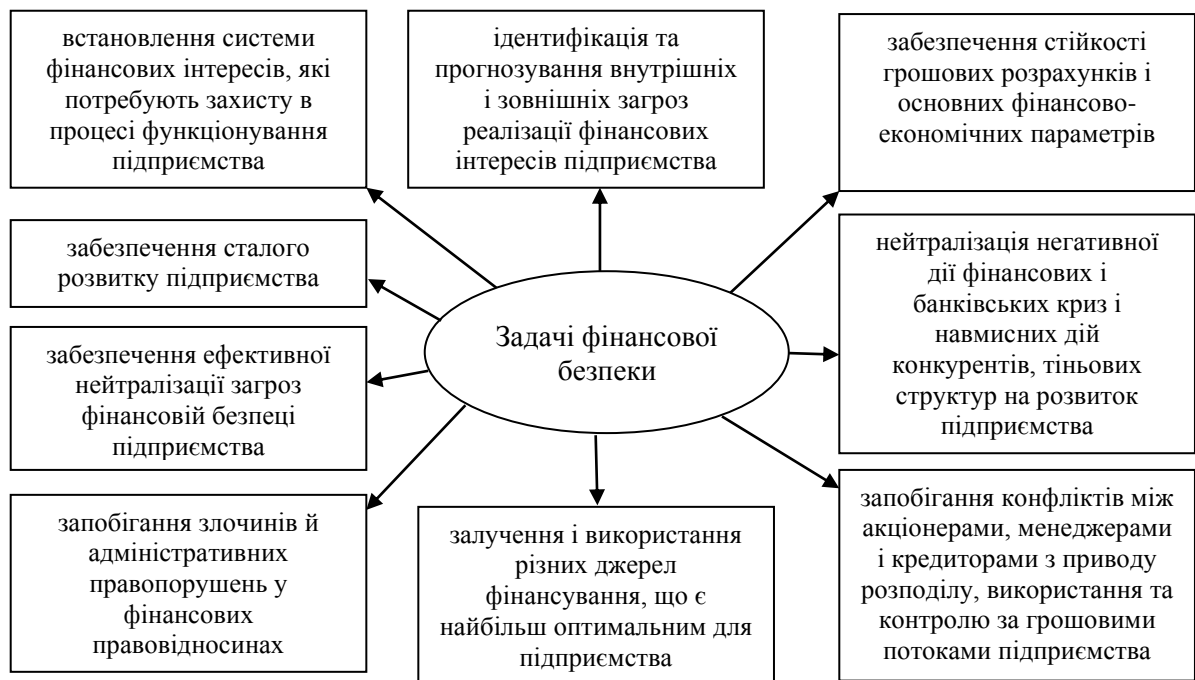 встановлення системи
фінансових інтересів, які
потребують захисту в
процесі функціонування
підприємства
ідентифікація та
прогнозування внутрішніх
і зовнішніх загроз
реалізації фінансових
інтересів підприємства
забезпечення стійкості
грошових розрахунків і
основних фінансово-
економічних параметрів
забезпечення сталого
розвитку підприємства
нейтралізація негативної
дії фінансових і
банківських криз і
навмисних дій
конкурентів, тіньових
структур на розвиток
підприємства
Задачі фінансової
безпеки
забезпечення ефективної
нейтралізації загроз
фінансовій безпеці
підприємства
запобігання злочинів й
адміністративних
правопорушень у
фінансових
правовідносинах
залучення і використання
різних джерел
фінансування, що є
найбільш оптимальним для
підприємства
запобігання конфліктів між
акціонерами, менеджерами
і кредиторами з приводу
розподілу, використання та
контролю за грошовими
потоками підприємства